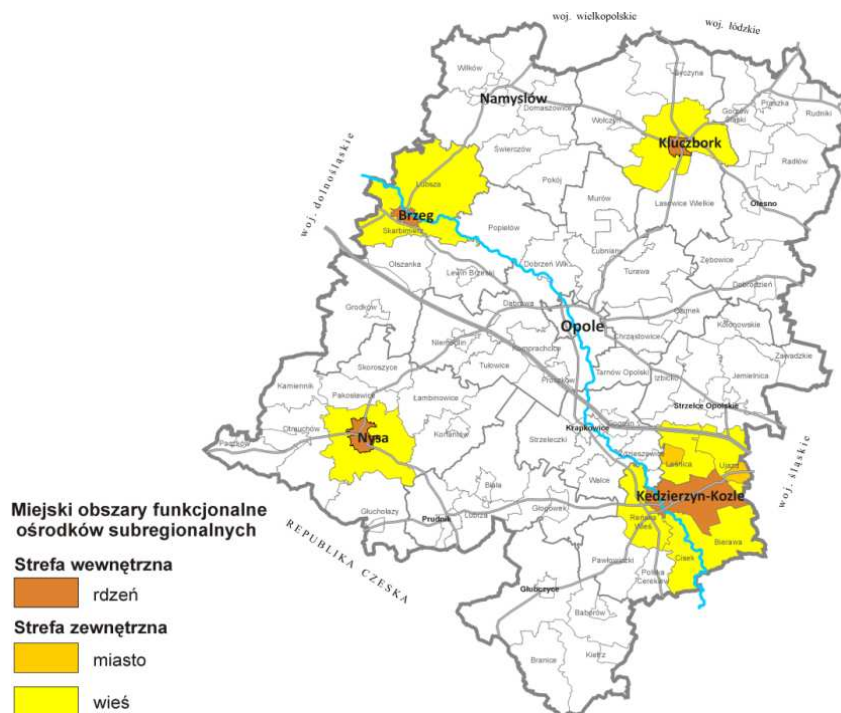 woj. wielkopolskie
woj. łódzkie
woj. dolnośląskie
Wilków
Namysłów
Domaszowice
Byczyna
Wołczyn
Gorzów Śląski
Praszka
Rudniki
Kluczbork
Świerczów
Radłów
Lubsza
Pokój
Murów
Lasowice Wielkie
Olesno
Brzeg
Skarbimierz
Popielów
Łubniany
Zębowice
Olszanka
Lewin Brzeski
Dobrzeń Wlk.
Turawa
Dobrodzień
Grodków
Dąbrowa
Opole
Ozimek
Kolonowskie
Niemodlin
Komprachcice
Chrząstowice
Zawadzkie
Skoroszyce
Tułowice
Prószków
Tarnów Opolski
Izbicko
Jemielnica
Kamiennik
Pakosławice
Łambinowice
Strzelce Opolskie
Otmuchów
Nysa
Korfantów
Strzeleczki
Krapkowice
Paczków
Zdzieszowice
Leśnica
Ujazd
Walce
woj. śląskie
Biała
Kędzierzyn-Koźle
Głuchołazy
Prudnik
Lubrza
Głogówek
Reńska Wieś
Bierawa
Pawłowiczki
Cisek
REPUBLIKA CZESKA
Polska Cerekiew
Głubczyce
Baborów
Branice
Kietrz
Miejski obszary funkcjonalne
ośrodków subregionalnych
Strefa wewnętrzna
rdzeń
Strefa zewnętrzna
miasto
wieś